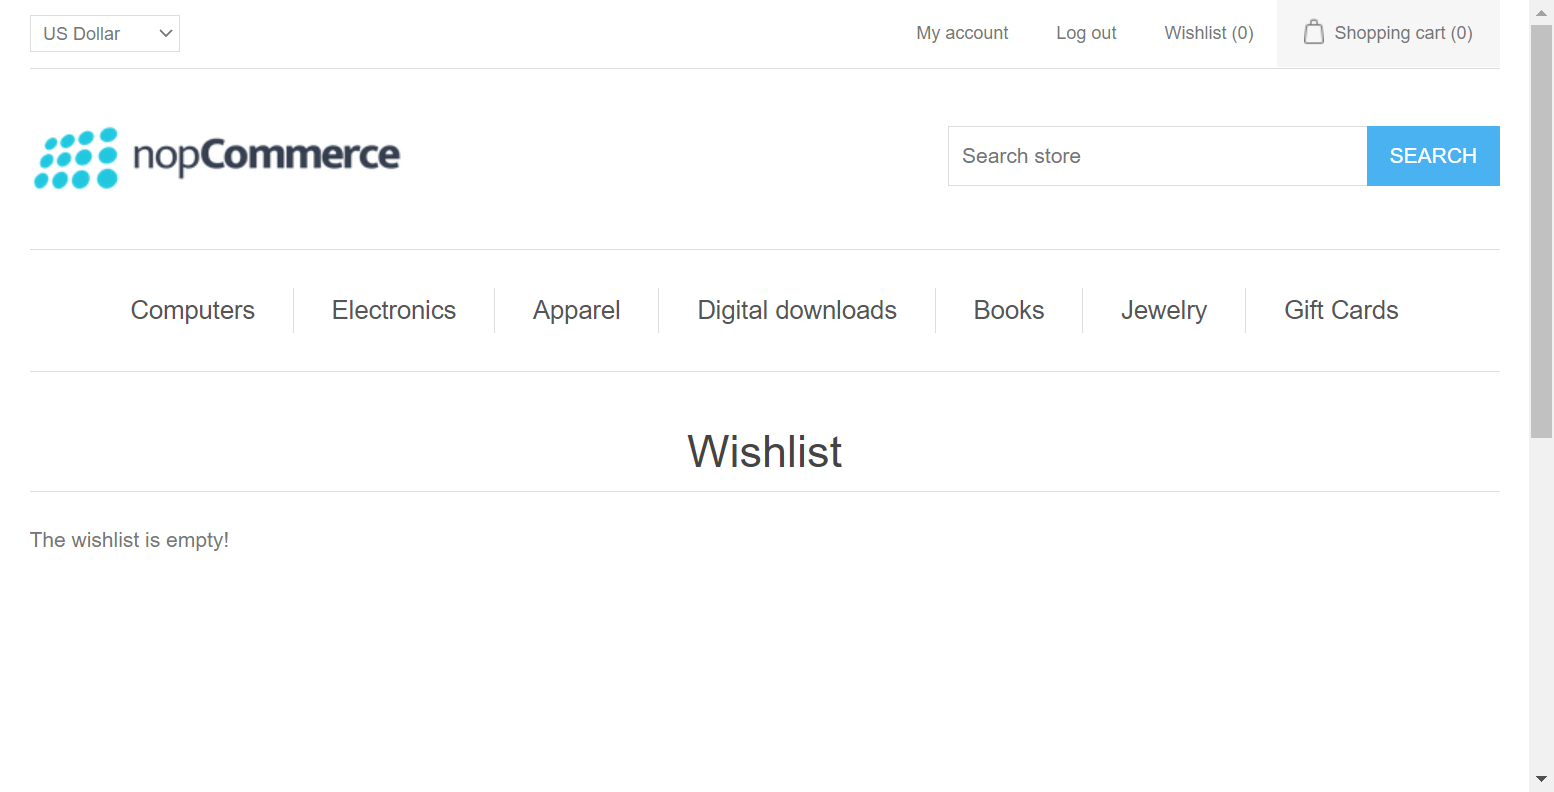 US Dollar
My account
Log out
Wishlist (0)
Shopping cart (0)
nopCommerce
Search store
SEARCH
Computers
Electronics
Apparel
Digital downloads
Books
Jewelry
Gift Cards
Wishlist
The wishlist is empty!